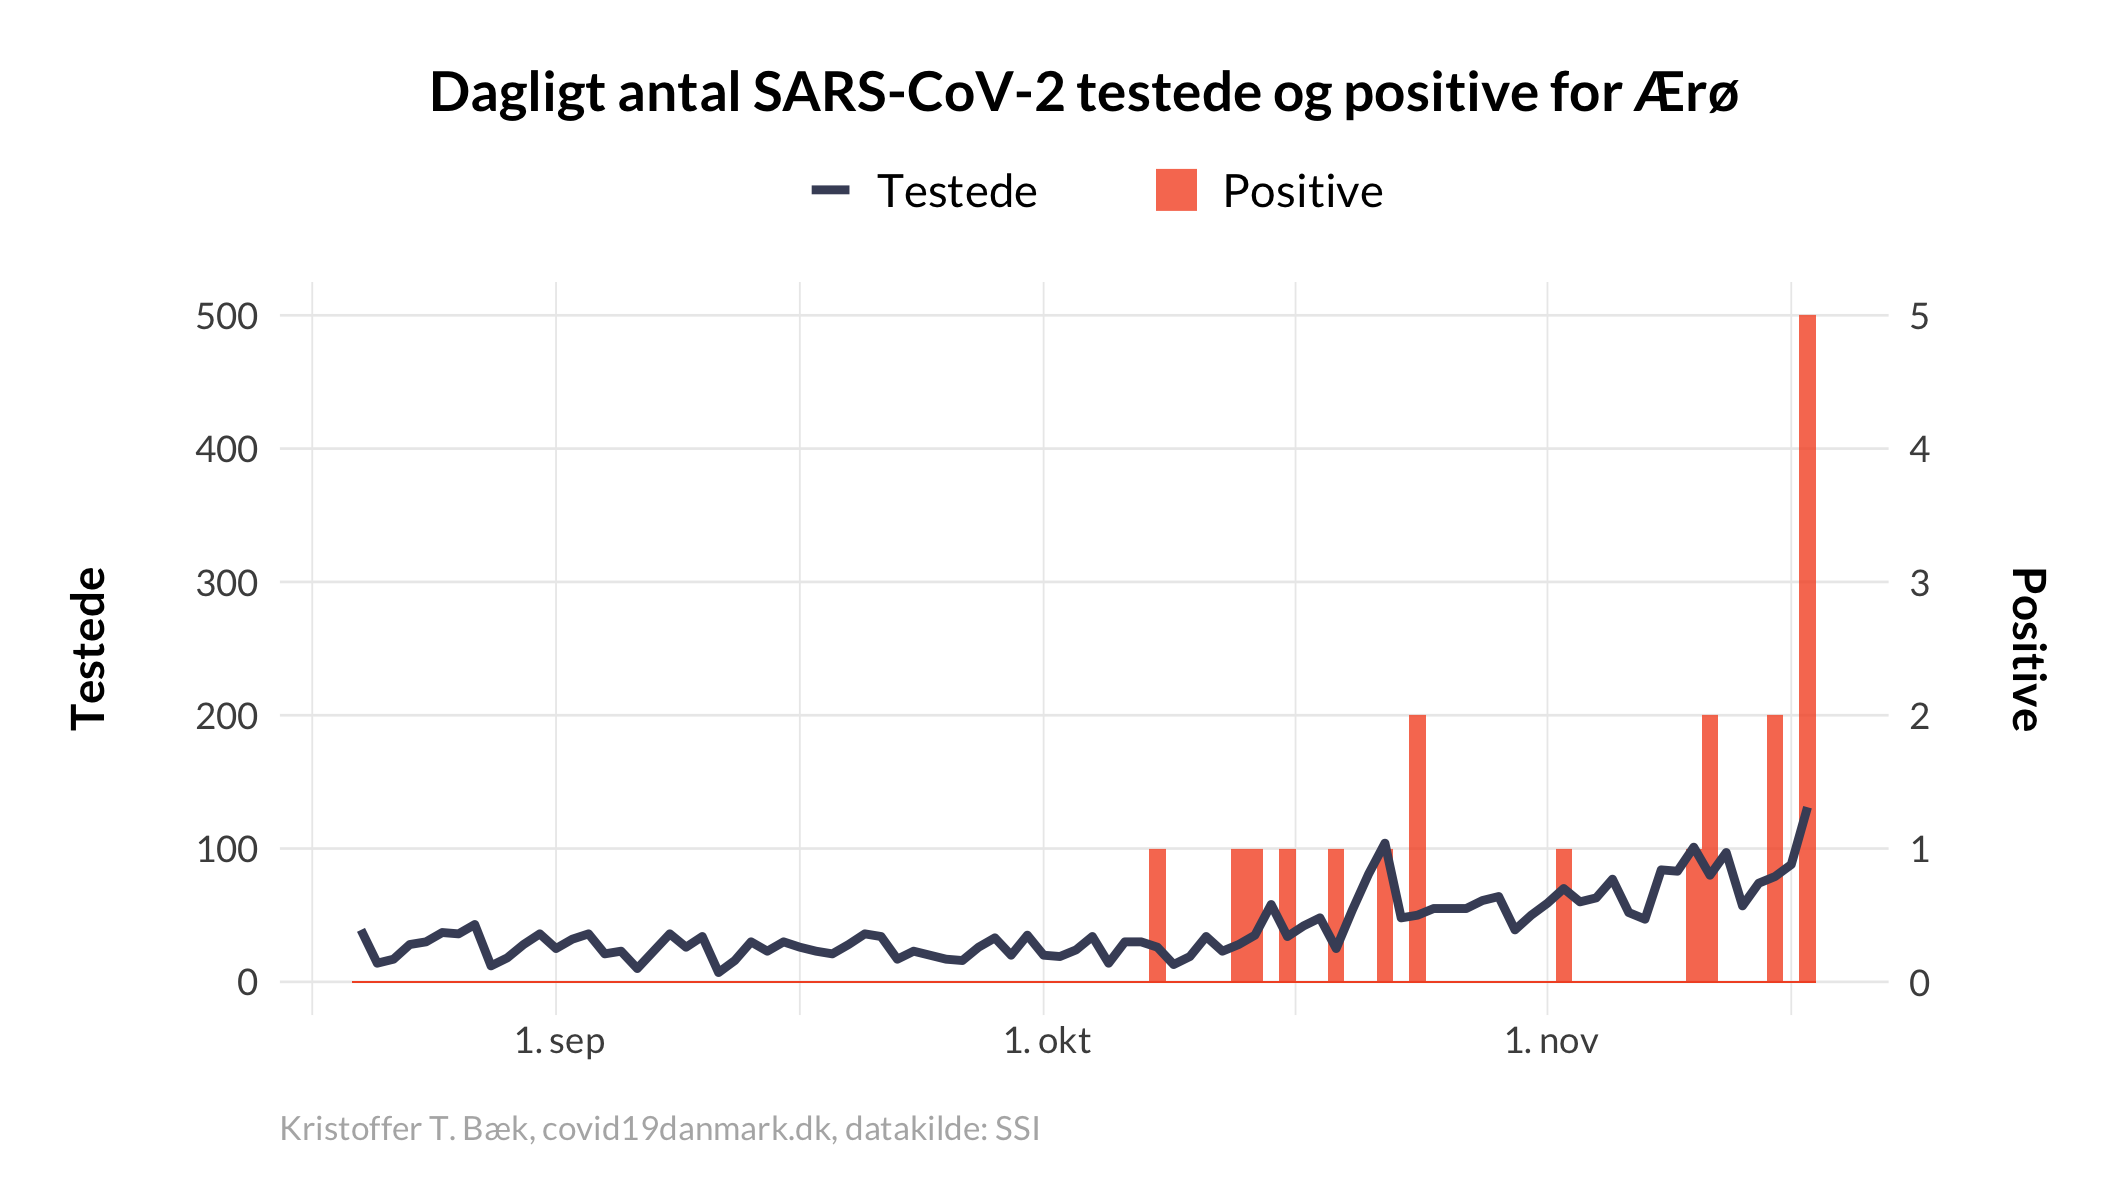 Dagligt antal SARS-CoV-2 testede og positive for Ærø
Testede Positive
500 5
400 4
300 3
200 2
100 1
0 0
Testede
Positive
1. sep 1. okt 1. nov
Kristoffer T. Bæk, covid19danmark.dk, datakilde: SSI